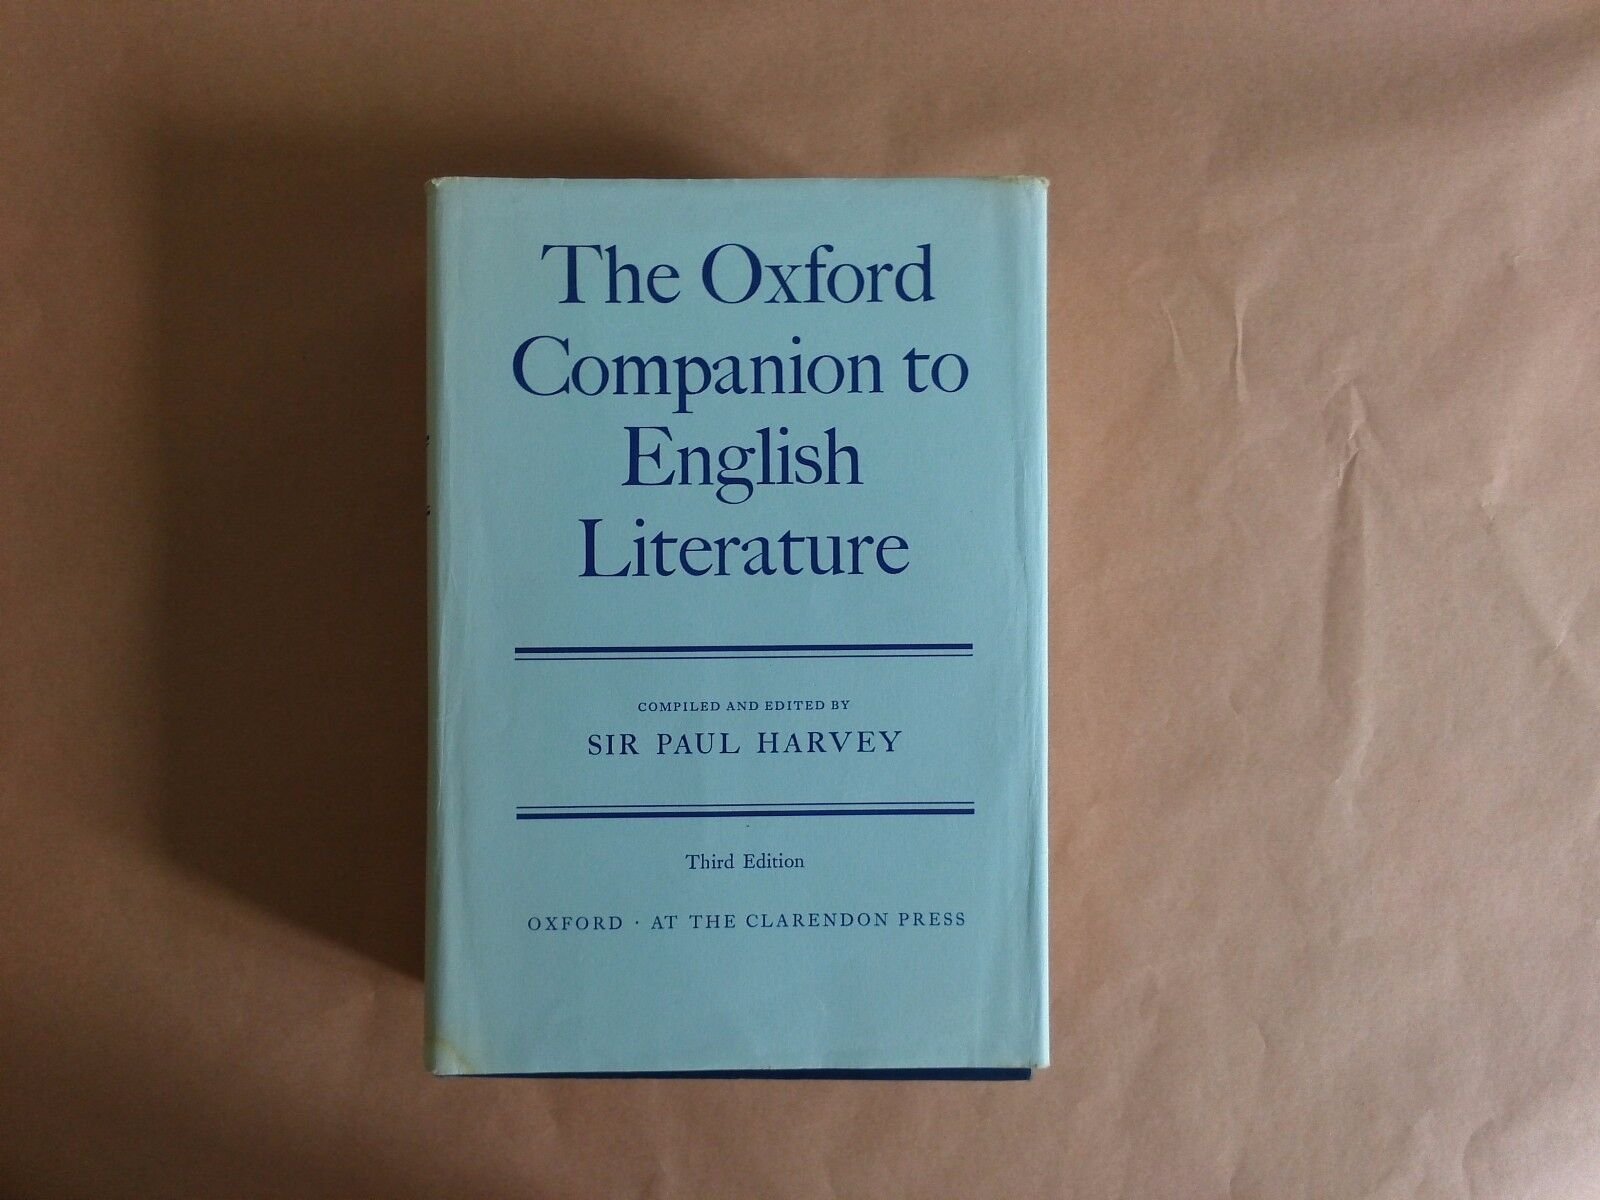 The Oxford
Companion to
English
Literature
COMPILED AND EDITED BY
SIR PAUL HARVEY
Third Edition
OXFORD · AT THE CLARENDON PRESS